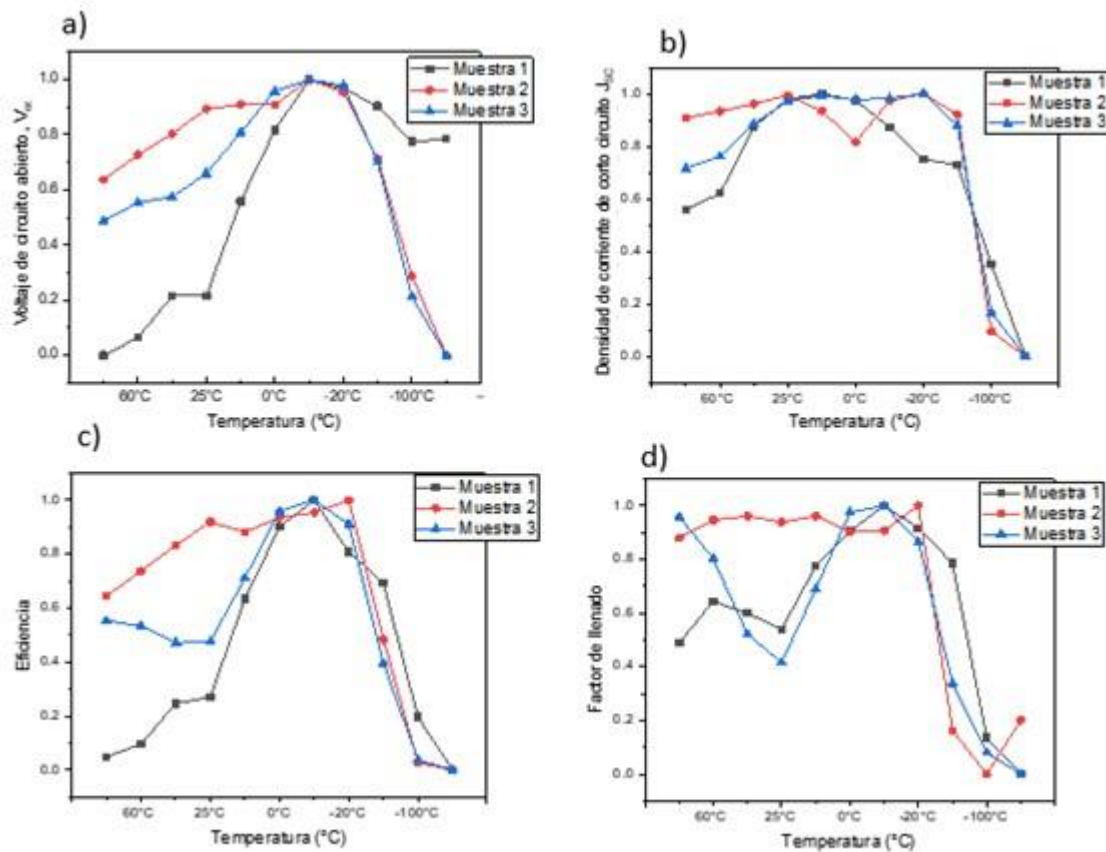 a)
Muestra 1
Muestra 2
Muestra 3
1.0
0.8
0.6
0.4
0.2
0.0
Voltaje de circuito abierto, V
60°C 25°C 0°C -20°C -100°C
Temperatura (°C)
b)
Muestra 1
Muestra 2
Muestra 3
1.0
0.8
0.6
0.4
0.2
0.0
Densidad de corriente de corto circuito JSC
60°C 25°C 0°C -20°C -100°C
Temperatura (°C)
c)
Muestra 1
Muestra 2
Muestra 3
1.0
0.8
0.6
0.4
0.2
0.0
Eficiencia
60°C 25°C 0°C -20°C -100°C
Temperatura (°C)
d)
Muestra 1
Muestra 2
Muestra 3
1.0
0.8
0.6
0.4
0.2
0.0
Factor de llenado
60°C 25°C 0°C -20°C -100°C
Temperatura (°C)